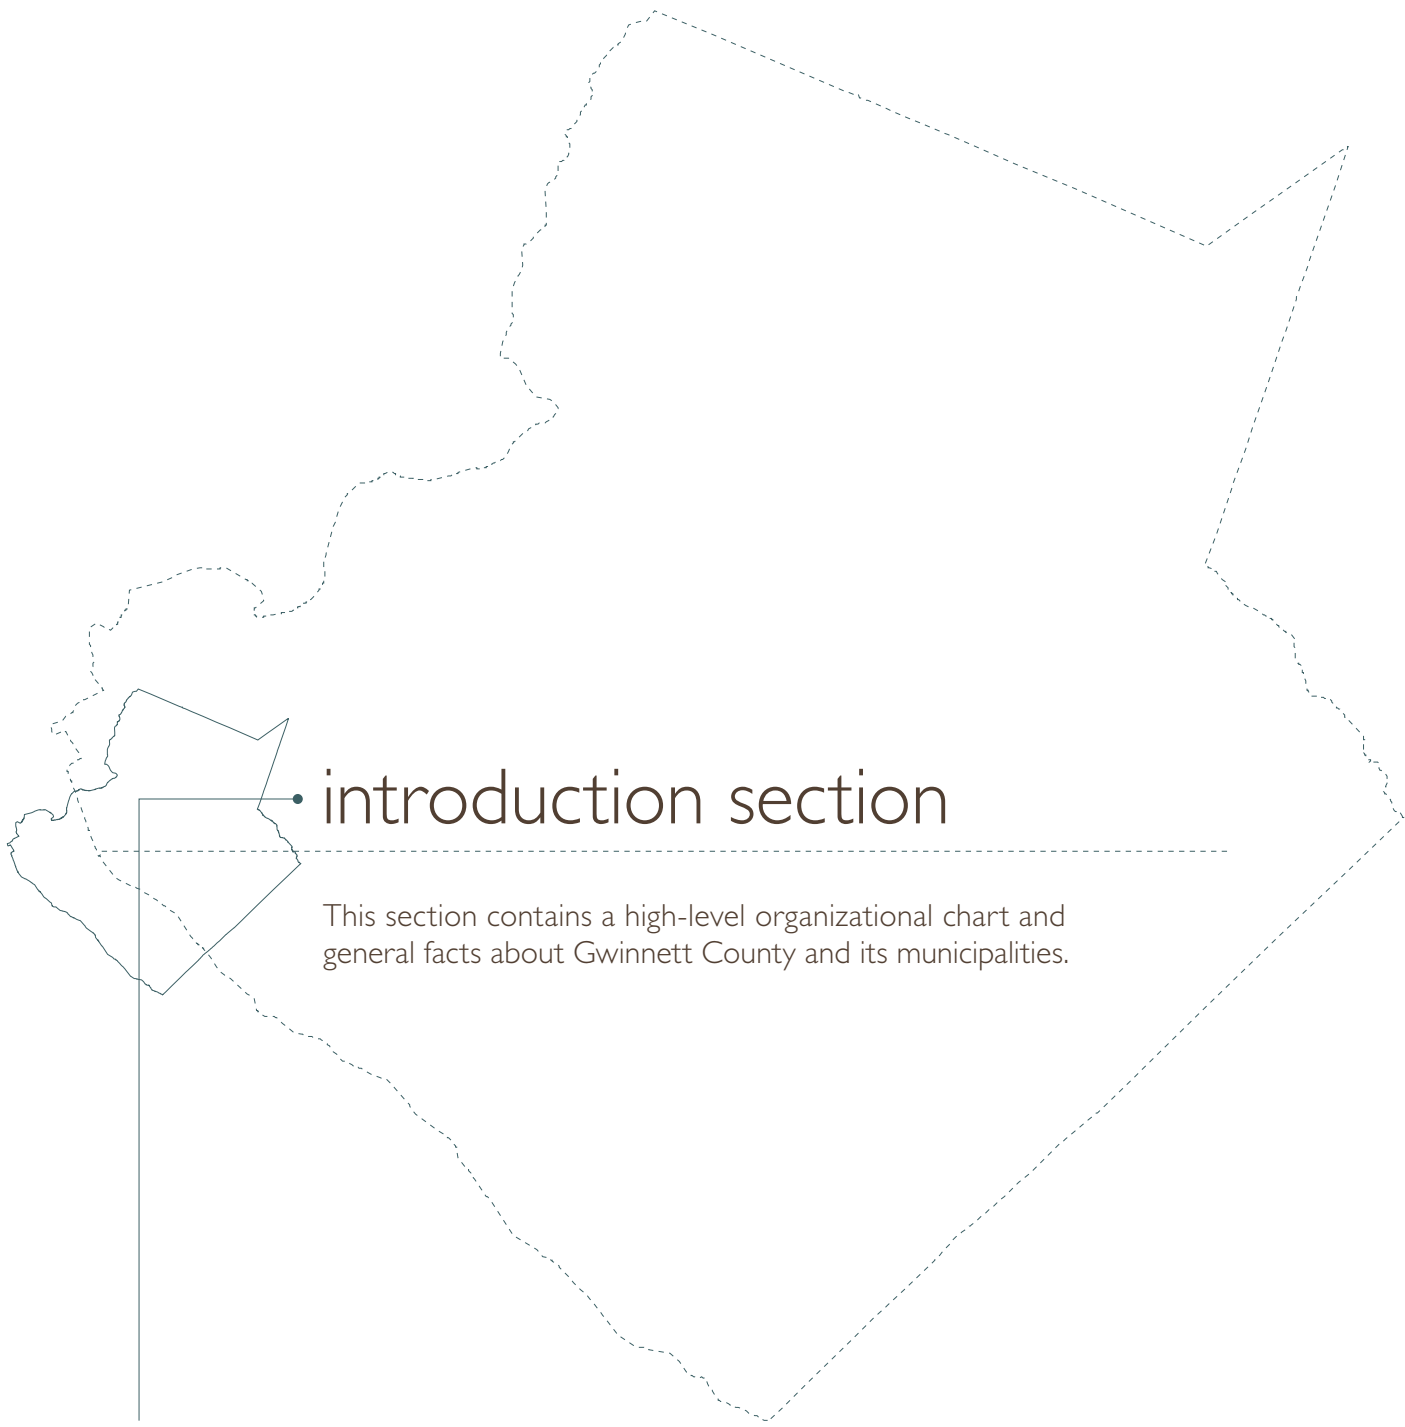 introduction section
This section contains a high-level organizational chart and
general facts about Gwinnett County and its municipalities.